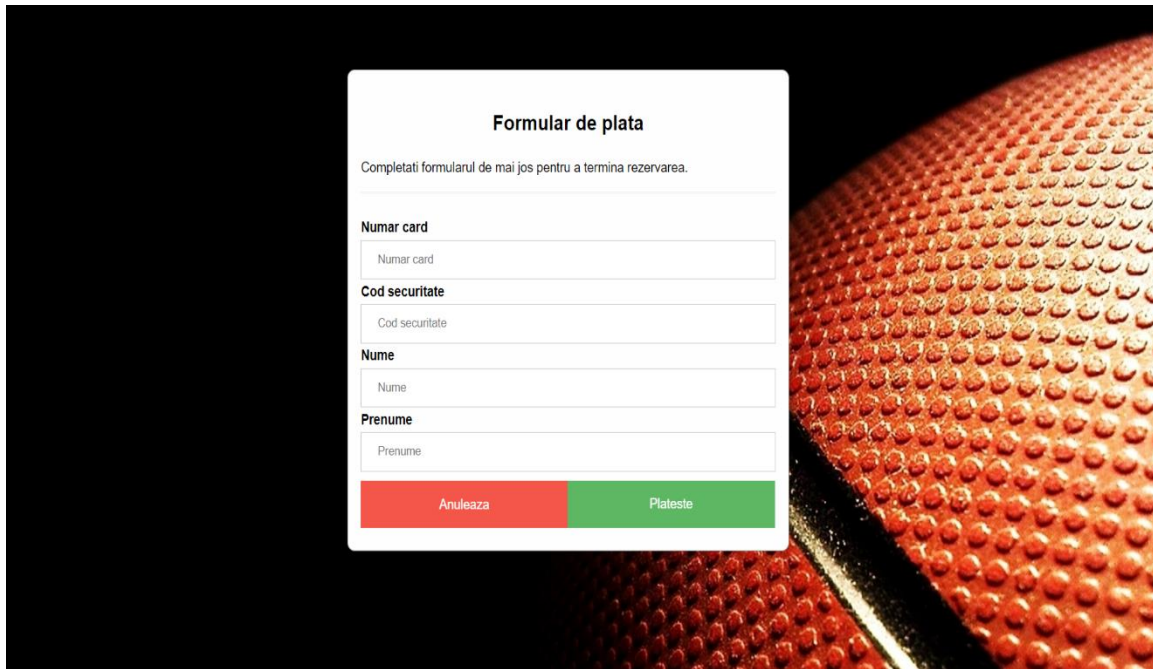 Formular de plata
Completati formularul de mai jos pentru a termina rezervarea.
Numar card
Numar card
Cod securitate
Cod securitate
Nume
Nume
Prenume
Prenume
Anuleaza
Plateste